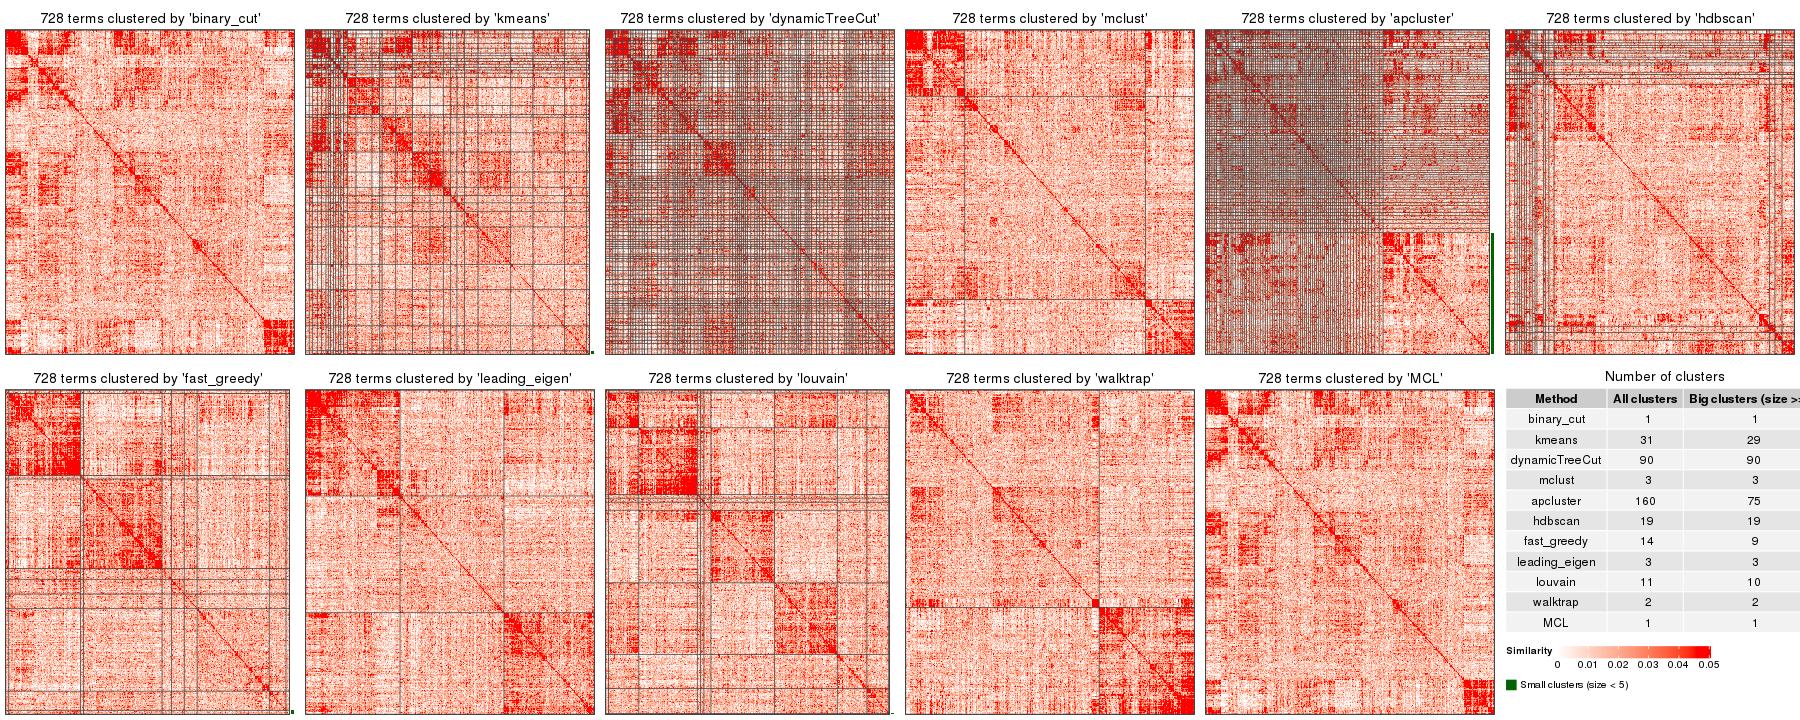 728 terms clustered by 'binary_cut'
728 terms clustered by 'kmeans'
728 terms clustered by 'dynamicTreeCut'
728 terms clustered by 'mclust'
728 terms clustered by 'apcluster'
728 terms clustered by 'hdbscan'
728 terms clustered by 'fast_greedy'
728 terms clustered by 'leading_eigen'
728 terms clustered by 'louvain'
728 terms clustered by 'walktrap'
728 terms clustered by 'MCL'
Number of clusters
Method All clusters Big clusters (size >
binary_cut 1 1
kmeans 31 29
dynamicTreeCut 90 90
mclust 3 3
apcluster 160 75
hdbscan 19 19
fast_greedy 14 9
leading_eigen 3 3
louvain 11 10
walktrap 2 2
MCL 1 1
Similarity
0 0.01 0.02 0.03 0.04 0.05
Small clusters (size < 5)